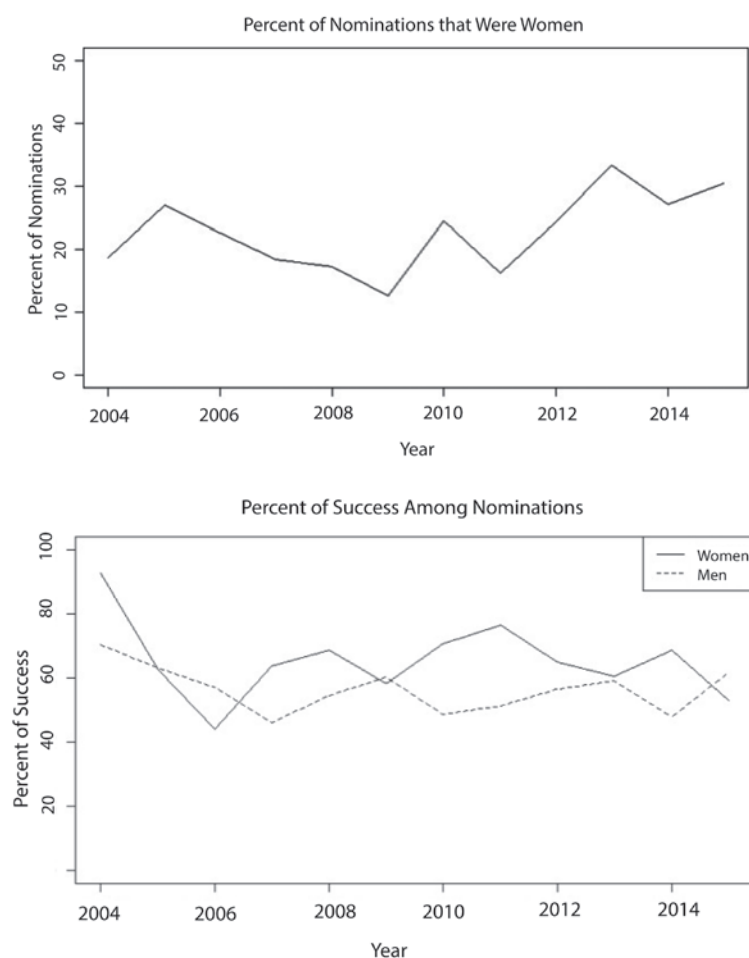 Percent of Nominations that Were Women
Percent of Nominations
50
40
30
20
10
0
2004 2006 2008 2010 2012 2014
Year
Percent of Success Among Nominations
Percent of Success
100
80
60
40
20
Women
Men
2004 2006 2008 2010 2012 2014
Year